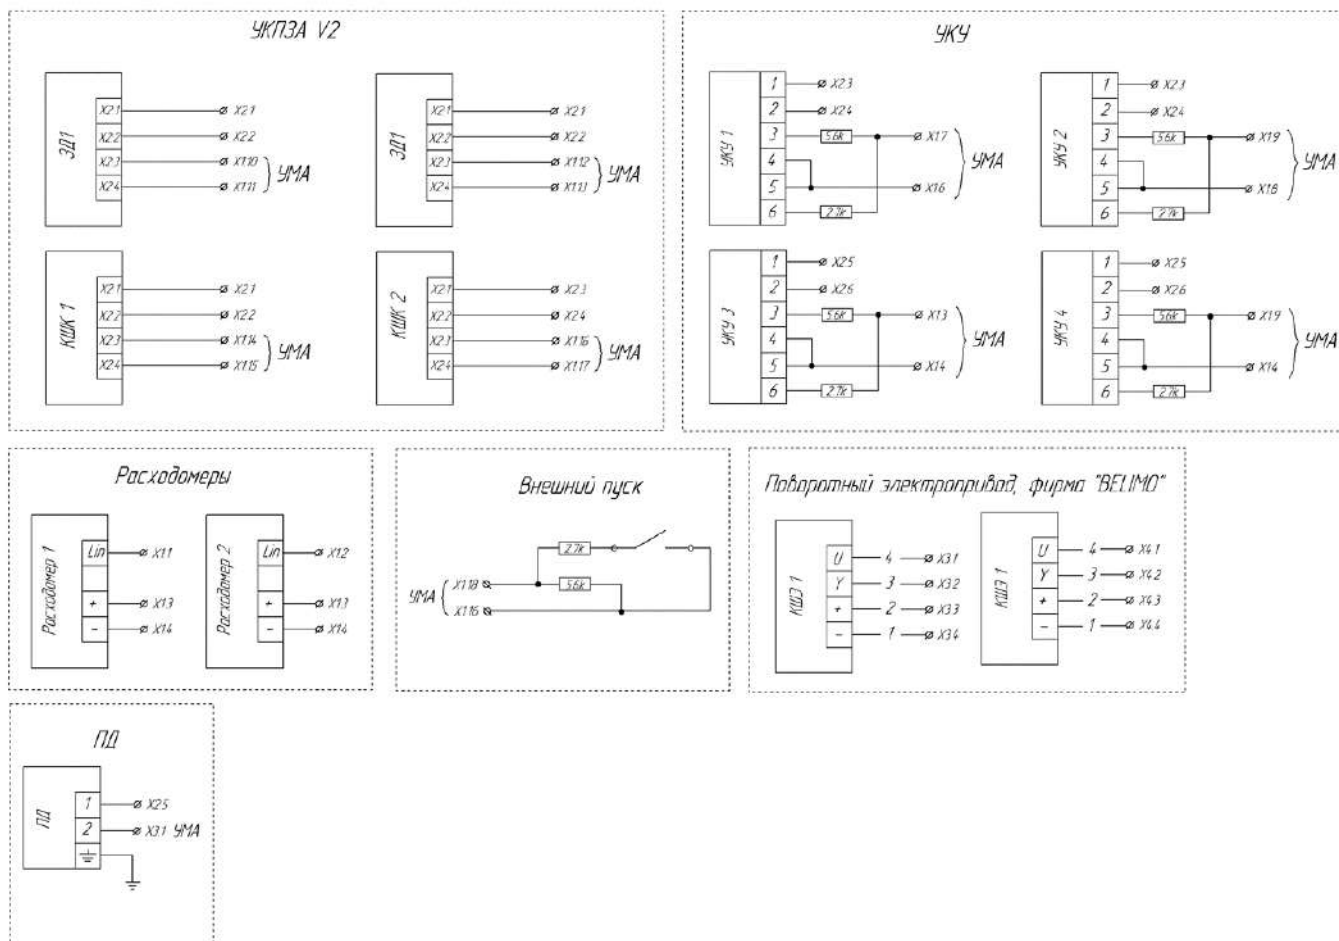 УКПЗА V2
ЗД1
X2.1 X2.1
X2.2 X2.2
X2.3 X1.10
X2.4 X1.11
УМА
ЗД1
X2.1 X2.1
X2.2 X2.2
X2.3 X1.12
X2.4 X1.13
УМА
КШК 1
X2.1 X2.1
X2.2 X2.2
X2.3 X1.14
X2.4 X1.15
УМА
КШК 2
X2.1 X2.3
X2.2 X2.4
X2.3 X1.16
X2.4 X1.17
УМА
УКУ
УКУ 1
1 X2.3
2 X2.4
3 5.6k X1.7
4
5 X1.6
6 2.7k
УМА
УКУ 2
1 X2.3
2 X2.4
3 5.6k X1.9
4
5 X1.8
6 2.7k
УМА
УКУ 3
1 X2.5
2 X2.6
3 5.6k X1.3
4
5 X1.4
6 2.7k
УМА
УКУ 4
1 X2.5
2 X2.6
3 5.6k X1.9
4
5 X1.4
6 2.7k
УМА
Расходомеры
Расходомер 1
Lin X1.1
+ X1.3
- X1.4
Расходомер 2
Lin X1.2
+ X1.3
- X1.4
Внешний пуск
2.7k
УМА X1.18 5.6k
X1.16
Поворотный электропривод, фирма "BELIMO"
КШЗ 1
U 4 X3.1
Y 3 X3.2
+ 2 X3.3
- 1 X3.4
КШЗ 1
U 4 X4.1
Y 3 X4.2
+ 2 X4.3
- 1 X4.4
ПД
ПД
1 X2.5
2 X3.1 УМА